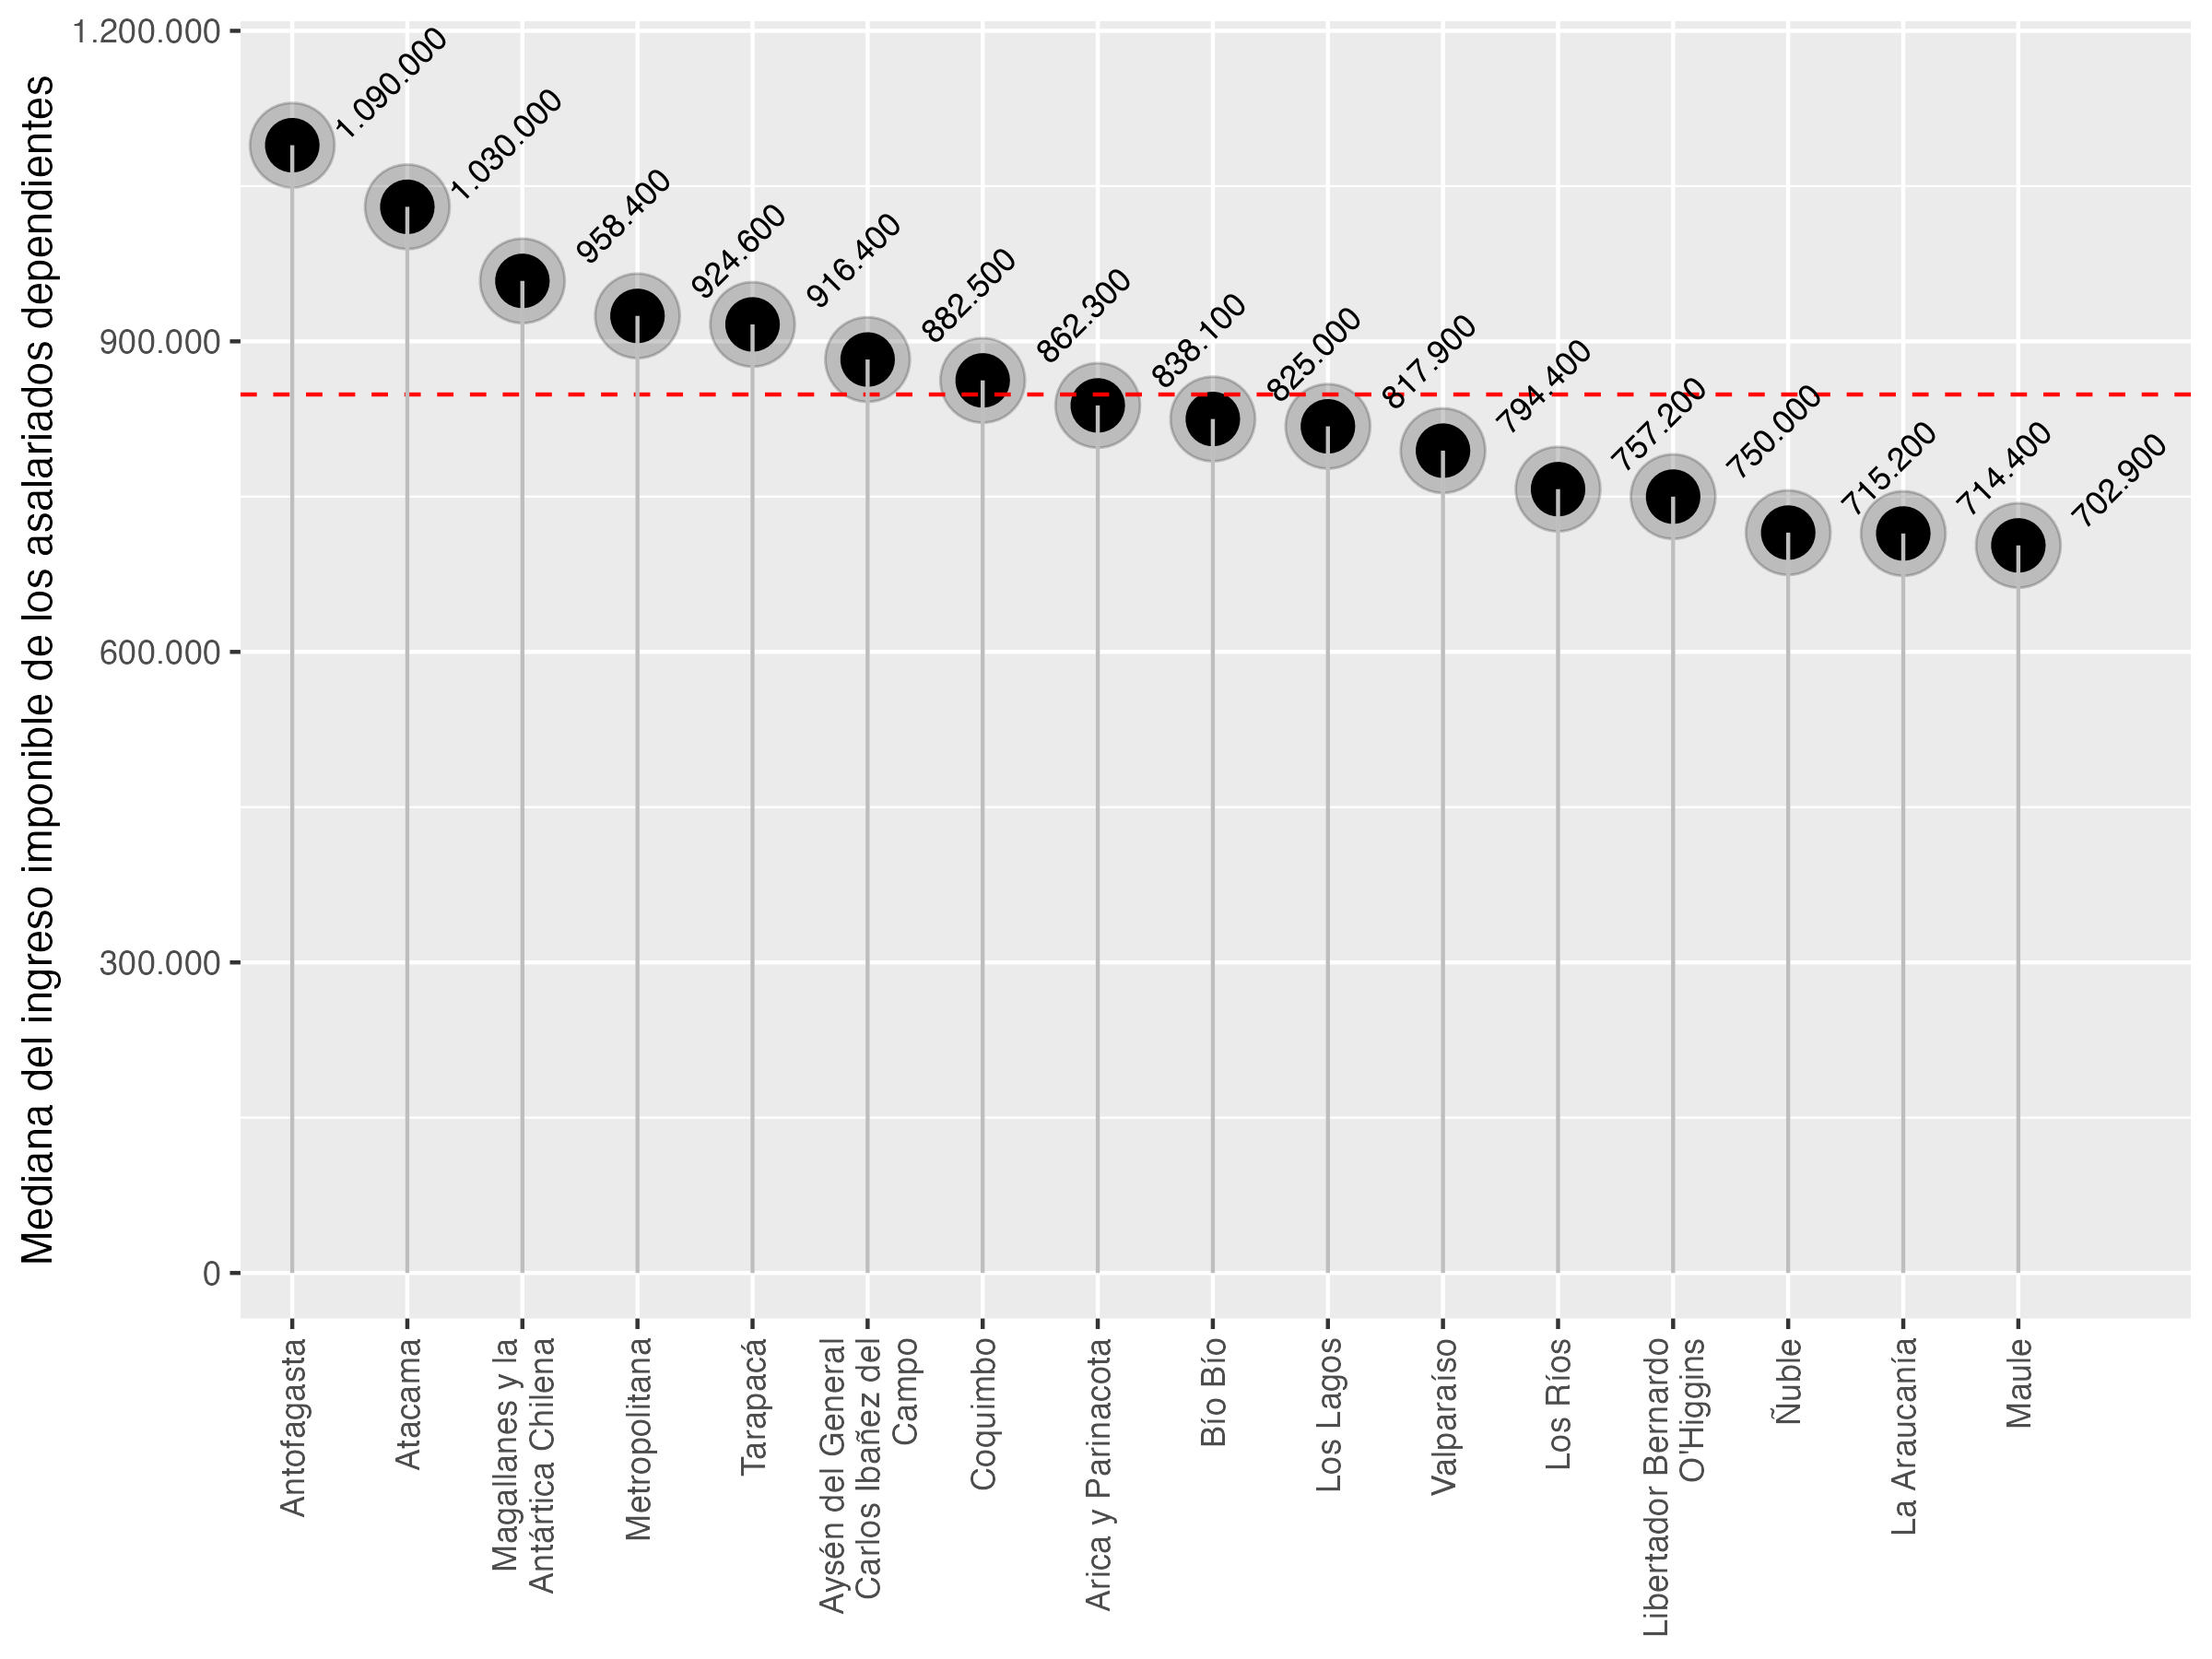 Mediana del ingreso imponible de los asalariados dependientes
1.200.000
900.000
600.000
300.000
0
1.090.000
1.030.000
958.400
924.600
916.400
882.500
862.300
838.100
825.000
817.900
794.400
757.200
750.000
715.200
714.400
702.900
Antofagasta
Atacama
Magallanes y la
Antártica Chilena
Metropolitana
Tarapacá
Aysén del General
Carlos Ibañez del
Campo
Coquimbo
Arica y Parinacota
Bío Bío
Los Lagos
Valparaíso
Los Ríos
Libertador Bernardo
O'Higgins
Ñuble
La Araucanía
Maule